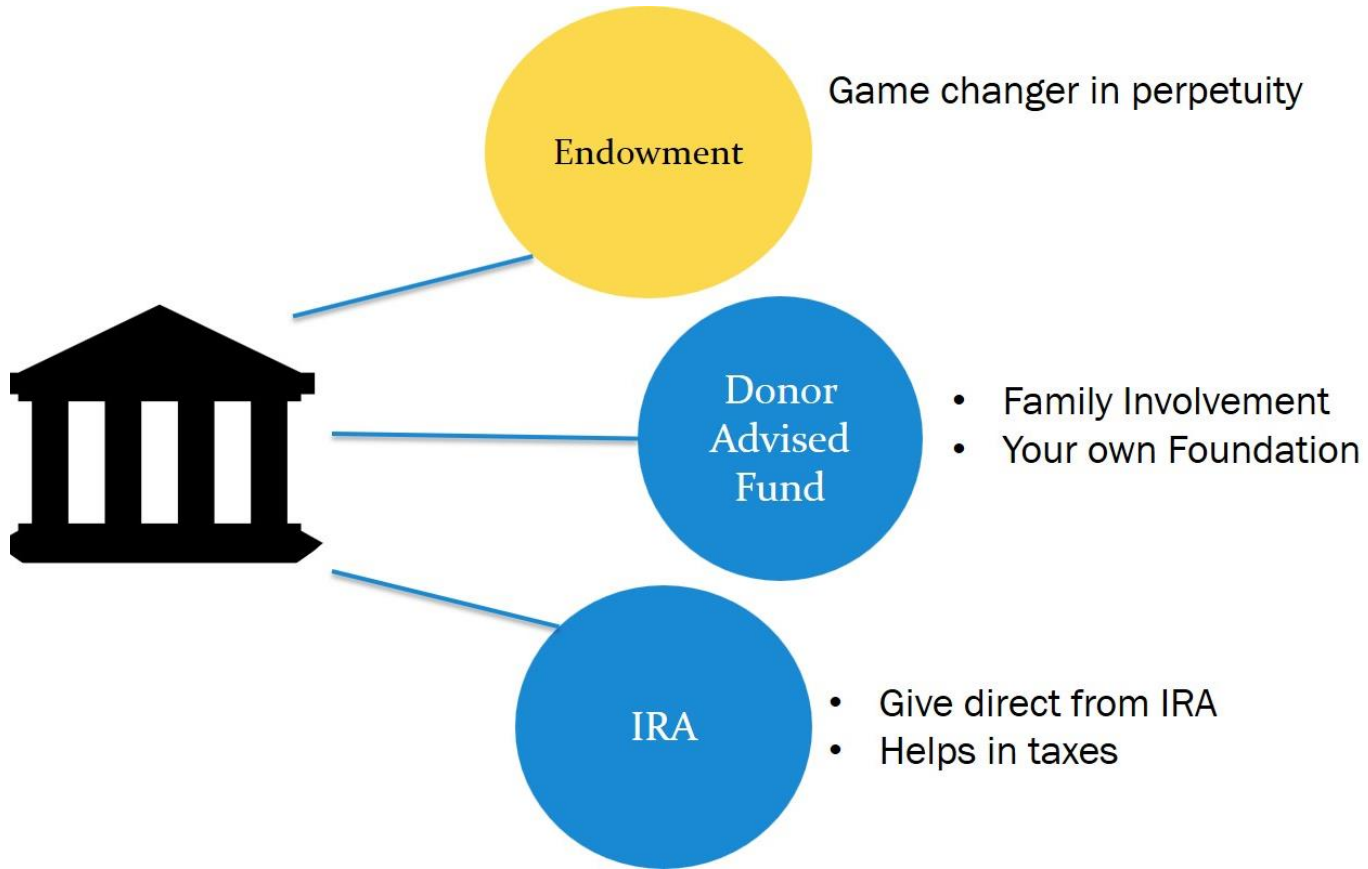 Endowment
Game changer in perpetuity
Donor
Advised
Fund
• Family Involvement
• Your own Foundation
IRA
• Give direct from IRA
• Helps in taxes